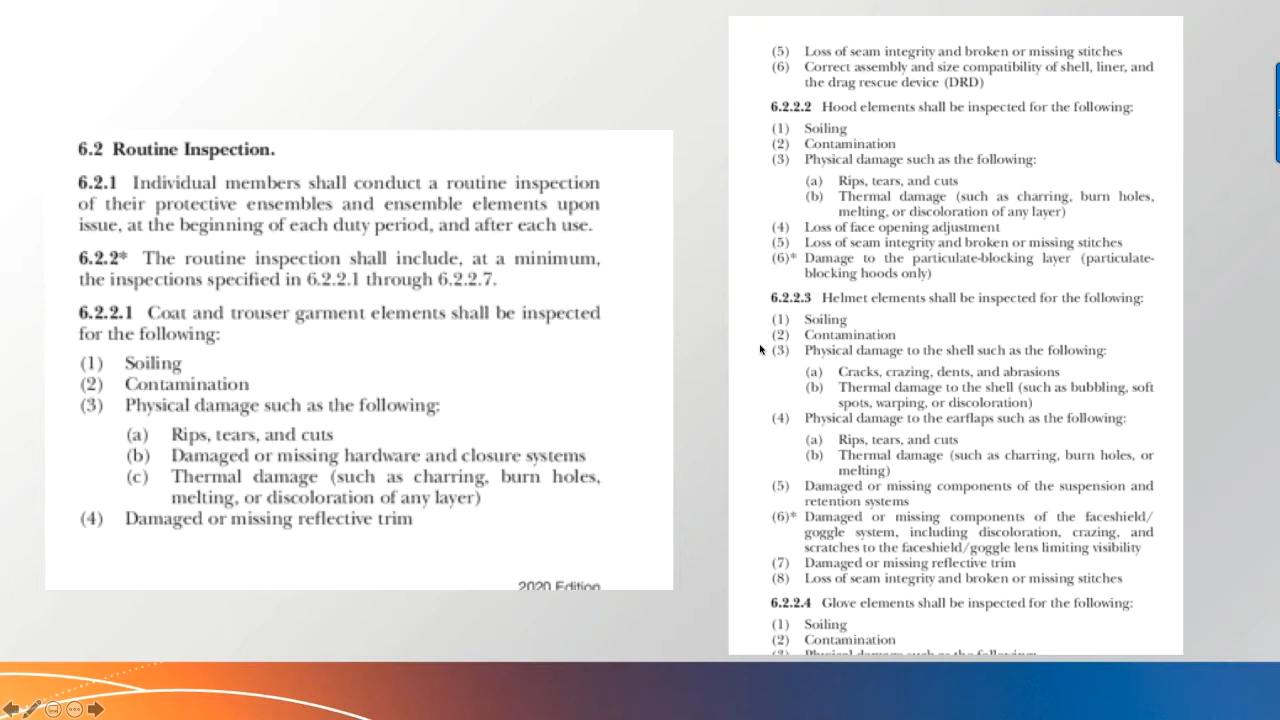 6.2 Routine Inspection.
6.2.1 Individual members shall conduct a routine inspection
of their protective ensembles and ensemble elements upon
issue, at the beginning of each duty period, and after each use.
6.2.2* The routine inspection shall include, at a minimum,
the inspections specified in 6.2.2.1 through 6.2.2.7.
6.2.2.1 Coat and trouser garment elements shall be inspected
for the following:
(1) Soiling
(2) Contamination
(3) Physical damage such as the following:
(a) Rips, tears, and cuts
(b) Damaged or missing hardware and closure systems
(c) Thermal damage (such as charring, burn holes,
melting, or discoloration of any layer)
(4) Damaged or missing reflective trim
2020 Edition
(5) Loss of seam integrity and broken or missing stitches
(6) Correct assembly and size compatibility of shell, liner, and
the drag rescue device (DRD)
6.2.2.2 Hood elements shall be inspected for the following:
(1) Soiling
(2) Contamination
(3) Physical damage such as the following:
(a) Rips, tears, and cuts
(b) Thermal damage (such as charring, burn holes,
melting, or discoloration of any layer)
(4) Loss of face opening adjustment
(5) Loss of seam integrity and broken or missing stitches
(6)* Damage to the particulate-blocking layer (particulate-
blocking hoods only)
6.2.2.3 Helmet elements shall be inspected for the following:
(1) Soiling
(2) Contamination
(3) Physical damage to the shell such as the following:
(a) Cracks, crazing, dents, and abrasions
(b) Thermal damage to the shell (such as bubbling, soft
spots, warping, or discoloration)
(4) Physical damage to the earflaps such as the following:
(a) Rips, tears, and cuts
(b) Thermal damage (such as charring, burn holes, or
melting)
(5) Damaged or missing components of the suspension and
retention systems
(6)* Damaged or missing components of the faceshield/
goggle system, including discoloration, crazing, and
scratches to the faceshield/goggle lens limiting visibility
(7) Damaged or missing reflective trim
(8) Loss of seam integrity and broken or missing stitches
6.2.2.4 Glove elements shall be inspected for the following:
(1) Soiling
(2) Contamination
(3) Physical damage such as the following: